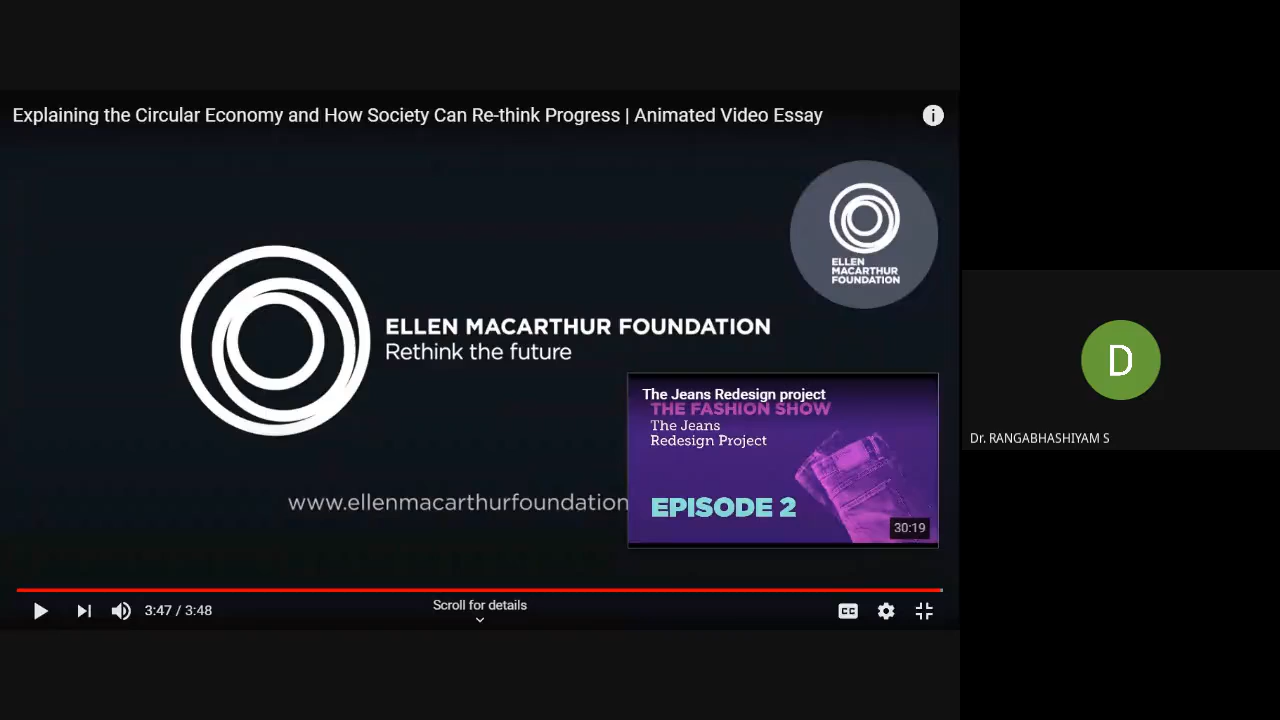 Explaining the Circular Economy and How Society Can Re-think Progress | Animated Video Essay
i
ELLEN
MACARTHUR
FOUNDATION
ELLEN MACARTHUR FOUNDATION
Rethink the future
The Jeans Redesign project
THE FASHION SHOW
The Jeans
Redesign Project
EPISODE 2
30:19
www.ellenmacarthurfoundation
3:47 / 3:48
Scroll for details
CC
D
Dr. RANGABHASHIYAM S